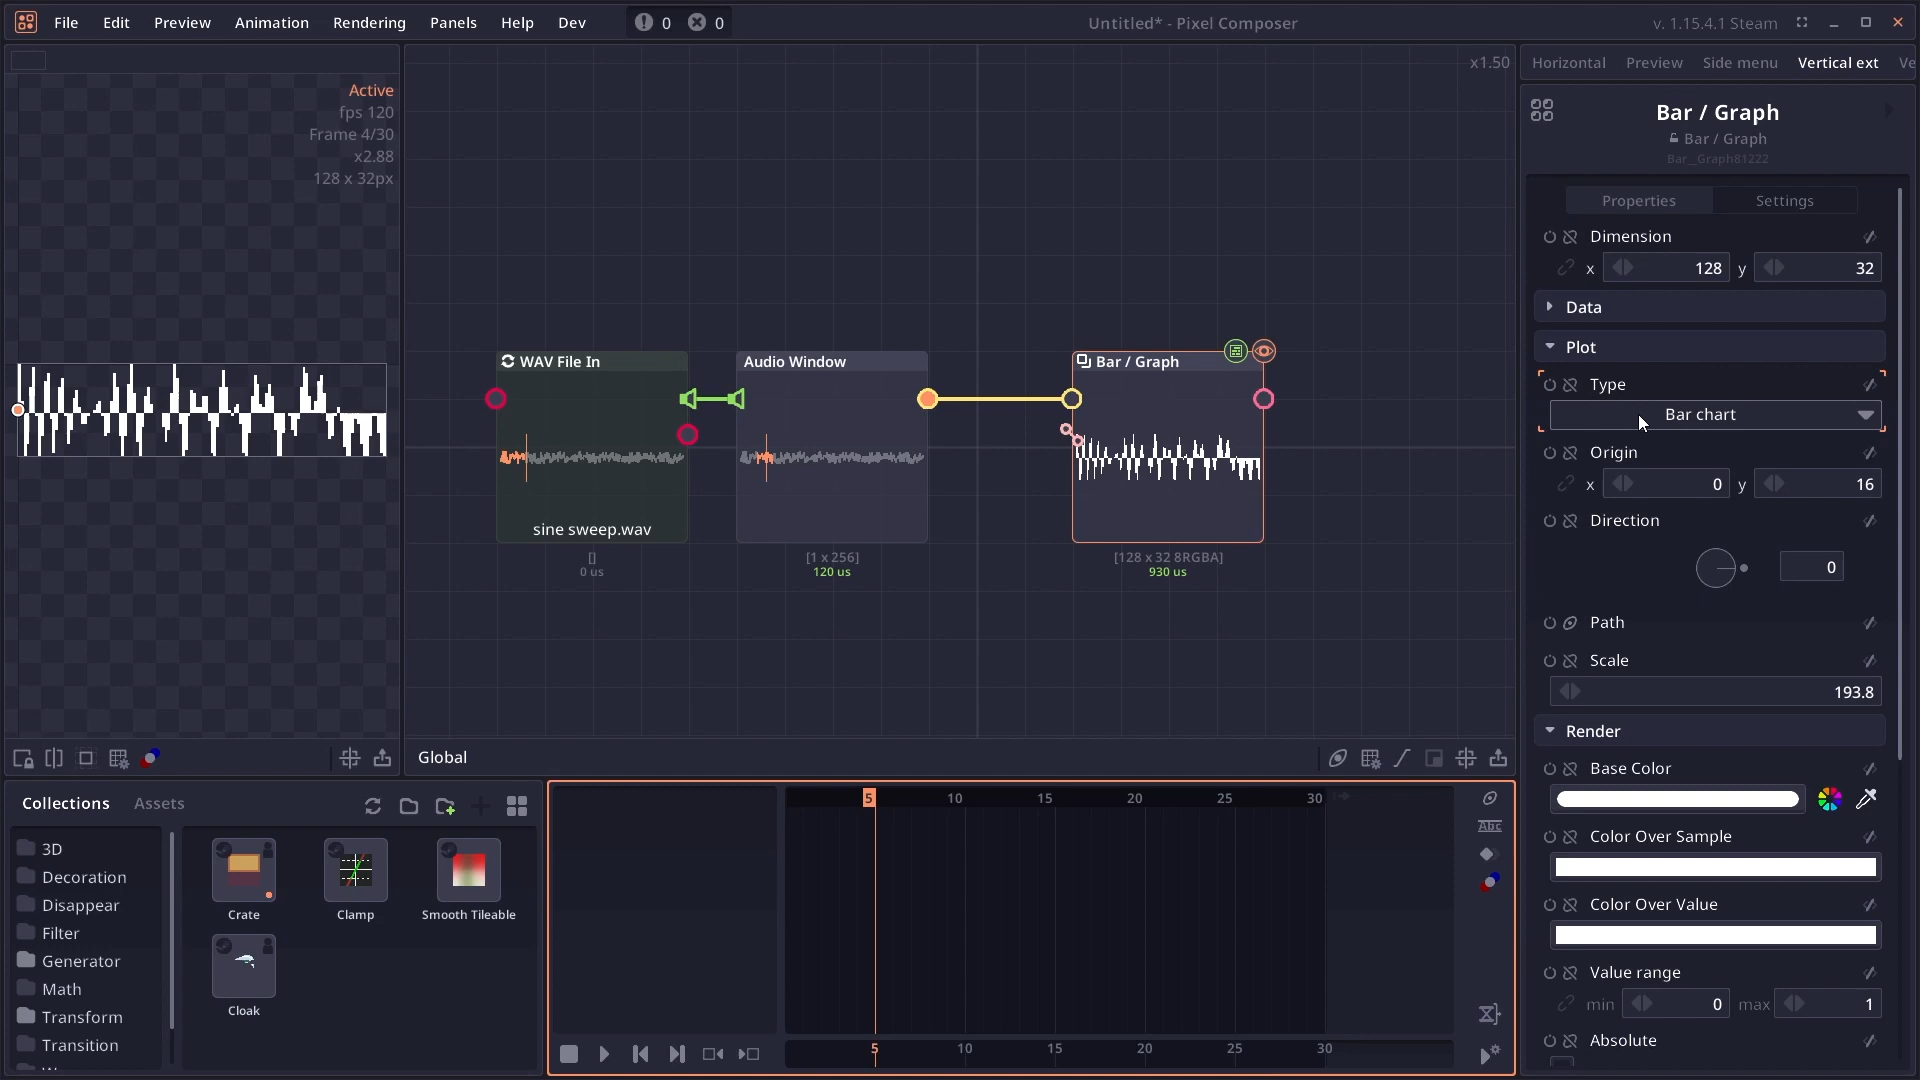 File Edit Preview Animation Rendering Panels Help Dev 0 0 Untitled* - Pixel Composer v. 1.15.4.1 Steam
Active
fps 120
Frame 4/30
x2.88
128 x 32px
x1.50
WAV File In
sine sweep.wav
[]
0 us
Audio Window
[1 x 256]
120 us
Bar / Graph
[128 x 32 8RGBA]
930 us
Global
Horizontal Preview Side menu Vertical ext Ve
Bar / Graph
Bar / Graph
Bar__Graph81222
Properties Settings
Dimension
x 128 y 32
Data
Plot
Type
Bar chart
Origin
x 0 y 16
Direction
0
Path
Scale
193.8
Render
Base Color
Color Over Sample
Color Over Value
Value range
min 0 max 1
Absolute
Collections Assets
3D
Decoration
Disappear
Filter
Generator
Math
Transform
Transition
Crate Clamp Smooth Tileable
Cloak
5 10 15 20 25 30
Abc
5 10 15 20 25 30